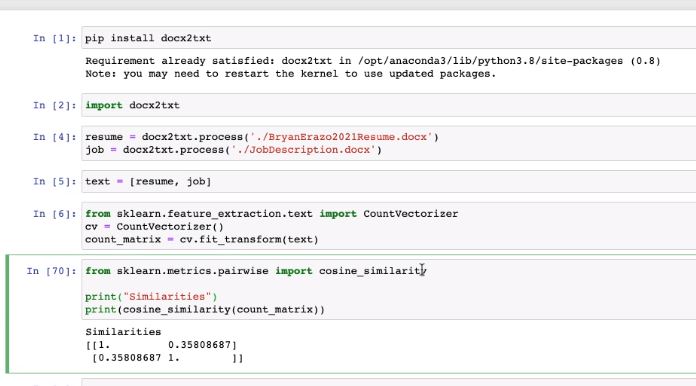 In [1]: pip install docx2txt
Requirement already satisfied: docx2txt in /opt/anaconda3/lib/python3.8/site-packages (0.8)
Note: you may need to restart the kernel to use updated packages.
In [2]: import docx2txt
In [4]: resume = docx2txt.process('./BryanErazo2021Resume.docx')
job = docx2txt.process('./JobDescription.docx')
In [5]: text = [resume, job]
In [6]: from sklearn.feature_extraction.text import CountVectorizer
cv = CountVectorizer()
count_matrix = cv.fit_transform(text)
In [70]: from sklearn.metrics.pairwise import cosine_similarity
print("Similarities")
print(cosine_similarity(count_matrix))
Similarities
[[1.         0.35808687]
[0.35808687 1.        ]]